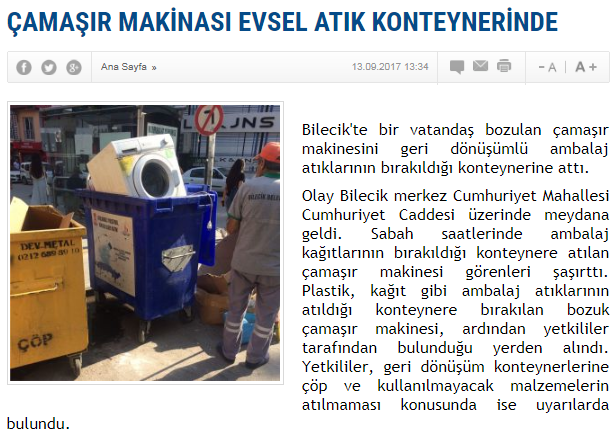 ÇAMAŞIR MAKİNASI EVSEL ATIK KONTEYNERİNDE
Ana Sayfa »
13.09.2017 13:34
- A | A +
LAJNS
DEV.METAL
ÇÖP
Bilecik'te bir vatandaş bozulan çamaşır
makinesini geri dönüşümlü ambalaj
atıklarının bırakıldığı konteynerine attı.
Olay Bilecik merkez Cumhuriyet Mahallesi
Cumhuriyet Caddesi üzerinde meydana
geldi. Sabah saatlerinde ambalaj
kağıtlarının bırakıldığı konteynere atılan
çamaşır makinesi görenleri şaşırttı.
Plastik, kağıt gibi ambalaj atıklarının
atıldığı konteynere bırakılan bozuk
çamaşır makinesi, ardından yetkililer
tarafından bulunduğu yerden alındı.
Yetkililer, geri dönüşüm konteynerlerine
çöp ve kullanılmayacak malzemelerin
atılmaması konusunda ise uyarılarda
bulundu.